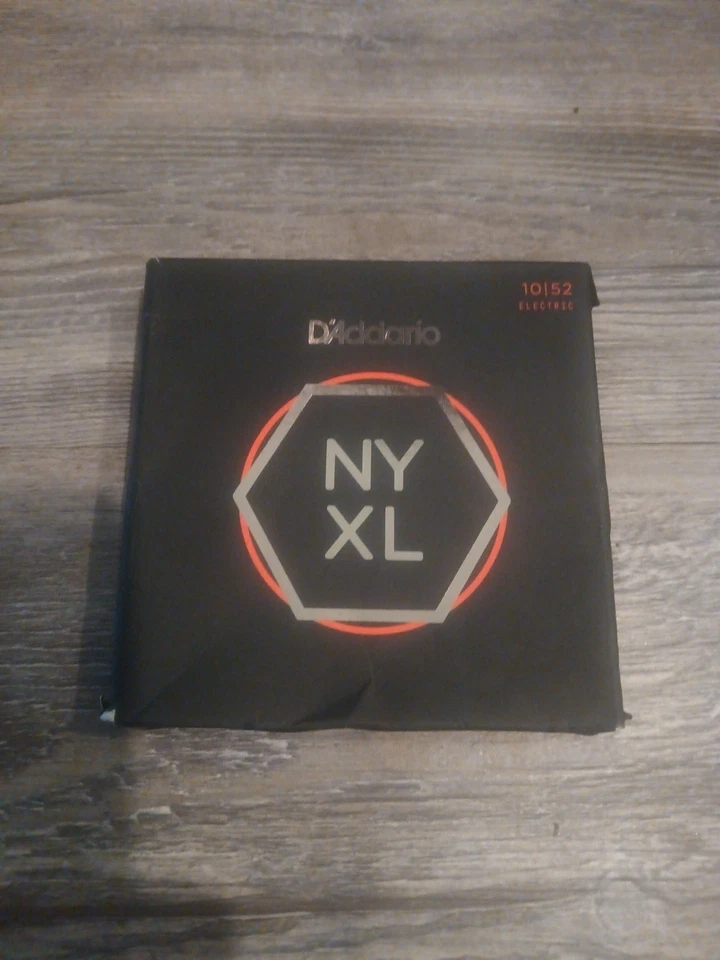 10|52
ELECTRIC
D'Addario
NY
XL